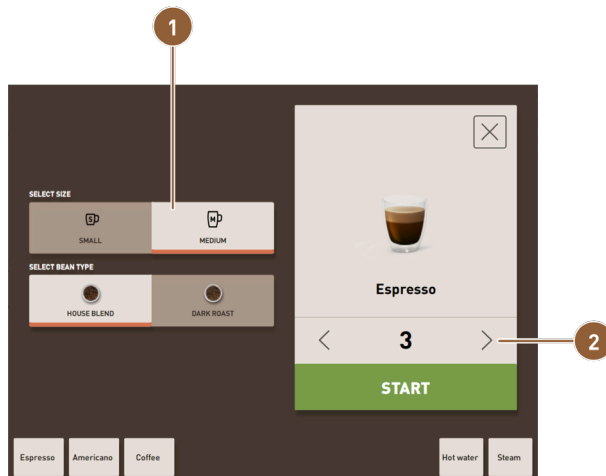 1
SELECT SIZE
S
M
SMALL
MEDIUM
SELECT BEAN TYPE
HOUSE BLEND
DARK ROAST
Espresso
3
2
START
Espresso
Americano
Coffee
Hot water
Steam